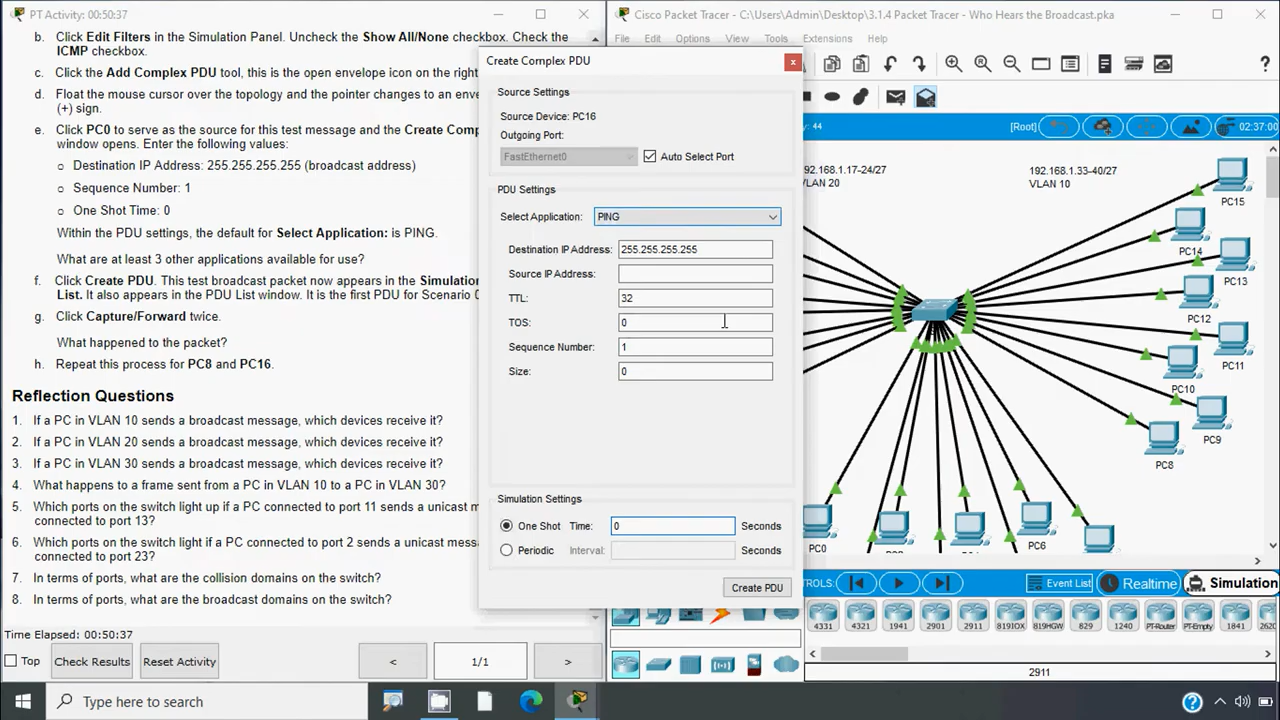 PT Activity: 00:50:37
b. Click Edit Filters in the Simulation Panel. Uncheck the Show All/None checkbox. Check the
ICMP checkbox.
c. Click the Add Complex PDU tool, this is the open envelope icon on the right
d. Float the mouse cursor over the topology and the pointer changes to an enve
(+) sign.
e. Click PC0 to serve as the source for this test message and the Create Comp
window opens. Enter the following values:
o Destination IP Address: 255.255.255.255 (broadcast address)
o Sequence Number: 1
o One Shot Time: 0
Within the PDU settings, the default for Select Application: is PING.
What are at least 3 other applications available for use?
f. Click Create PDU. This test broadcast packet now appears in the Simulation
List. It also appears in the PDU List window. It is the first PDU for Scenario 0
g. Click Capture/Forward twice.
What happened to the packet?
h. Repeat this process for PC8 and PC16.
Reflection Questions
1. If a PC in VLAN 10 sends a broadcast message, which devices receive it?
2. If a PC in VLAN 20 sends a broadcast message, which devices receive it?
3. If a PC in VLAN 30 sends a broadcast message, which devices receive it?
4. What happens to a frame sent from a PC in VLAN 10 to a PC in VLAN 30?
5. Which ports on the switch light up if a PC connected to port 11 sends a unicast m
connected to port 13?
6. Which ports on the switch light if a PC connected to port 2 sends a unicast mess
connected to port 23?
7. In terms of ports, what are the collision domains on the switch?
8. In terms of ports, what are the broadcast domains on the switch?
Time Elapsed: 00:50:37
Top
Check Results
Reset Activity
<
1/1
>
Create Complex PDU
x
Source Settings
Source Device: PC16
Outgoing Port:
FastEthernet0
Auto Select Port
PDU Settings
Select Application: PING
Destination IP Address: 255.255.255.255
Source IP Address:
TTL: 32
TOS: 0
Sequence Number: 1
Size: 0
Simulation Settings
One Shot Time: 0 Seconds
Periodic Interval: Seconds
Create PDU
Cisco Packet Tracer - C:\Users\Admin\Desktop\3.1.4 Packet Tracer - Who Hears the Broadcast.pka
File Edit Options View Tools Extensions Help
?
y: 44
[Root]
02:37:00
92.168.1.17-24/27
VLAN 20
192.168.1.33-40/27
VLAN 10
PC15
PC14
PC13
PC12
PC11
PC10
PC9
PC8
PC0
PC6
TROLS:
Event List
Realtime
Simulation
4331
4321
1941
2901
2911
819IOX
819HGW
829
1240
PT-Router
PT-Empty
1841
2620
2911
Type here to search